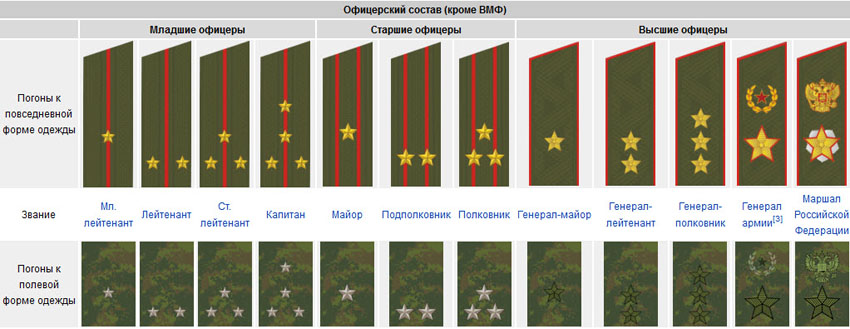 Офицерский состав (кроме ВМФ)
Младшие офицеры
Старшие офицеры
Высшие офицеры
Погоны к
повседневной
форме одежды
Звание
Мл.
лейтенант
Лейтенант
Ст.
лейтенант
Капитан
Майор
Подполковник
Полковник
Генерал-майор
Генерал-
лейтенант
Генерал-
полковник
Генерал
армии[3]
Маршал
Российской
Федерации
Погоны к
полевой
форме одежды